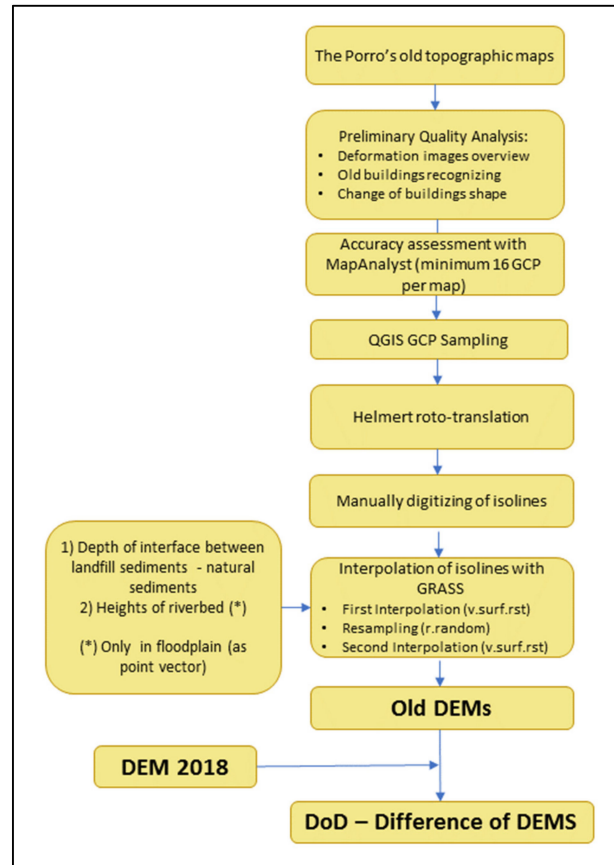 The Porro's old topographic maps
Preliminary Quality Analysis:
• Deformation images overview
• Old buildings recognizing
• Change of buildings shape
Accuracy assessment with
MapAnalyst (minimum 16 GCP
per map)
QGIS GCP Sampling
Helmert roto-translation
Manually digitizing of isolines
1) Depth of interface between
landfill sediments - natural
sediments
2) Heights of riverbed (*)
(*) Only in floodplain (as
point vector)
Interpolation of isolines with
GRASS
• First Interpolation (v.surf.rst)
• Resampling (r.random)
• Second Interpolation (v.surf.rst)
Old DEMs
DEM 2018
DoD – Difference of DEMS